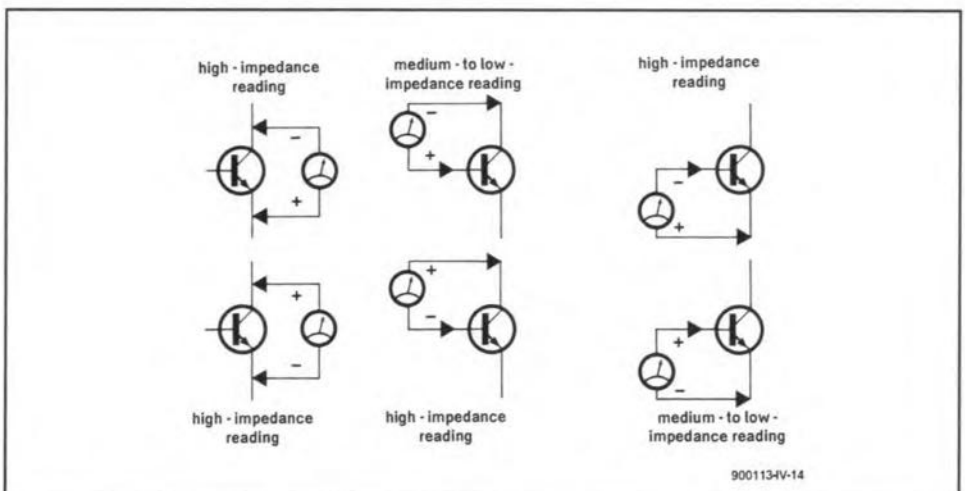 high - impedance
reading
medium - to low -
impedance reading
high - impedance
reading
−
+
−
+
−
+
+
−
+
−
+
−
high - impedance
reading
high - impedance
reading
medium - to low -
impedance reading
900113-IV-14